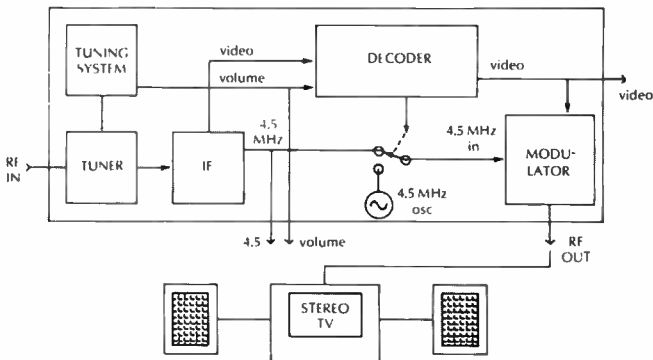 TUNING
SYSTEM
video
volume
DECODER
video
video
RF
IN
TUNER
IF
4.5
MHz
4.5 MHz
in
MODU-
LATOR
4.5 MHz
osc
4.5
volume
RF
OUT
STEREO
TV